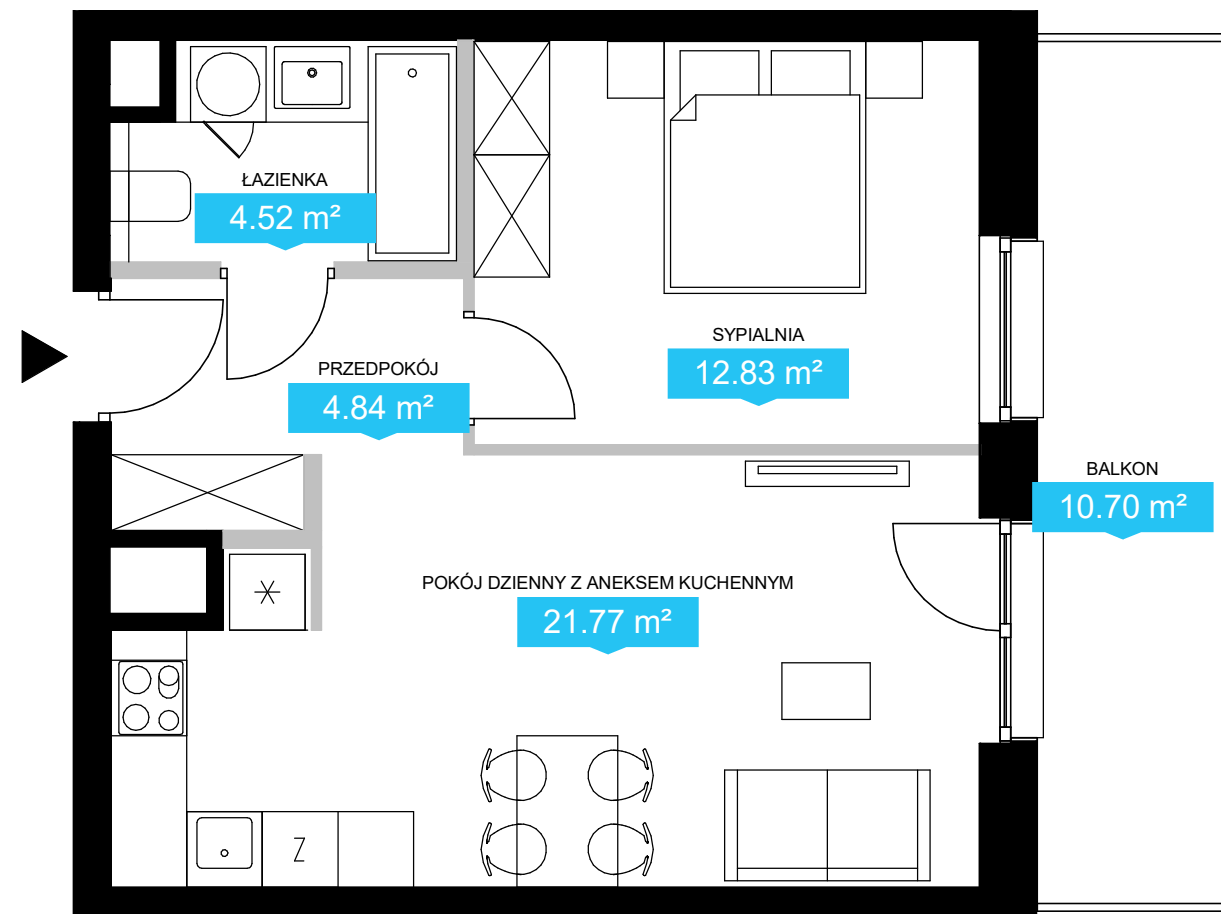 ŁAZIENKA
4.52 m²
SYPIALNIA
12.83 m²
PRZEDPOKÓJ
4.84 m²
BALKON
10.70 m²
POKÓJ DZIENNY Z ANEKSEM KUCHENNYM
21.77 m²
Z